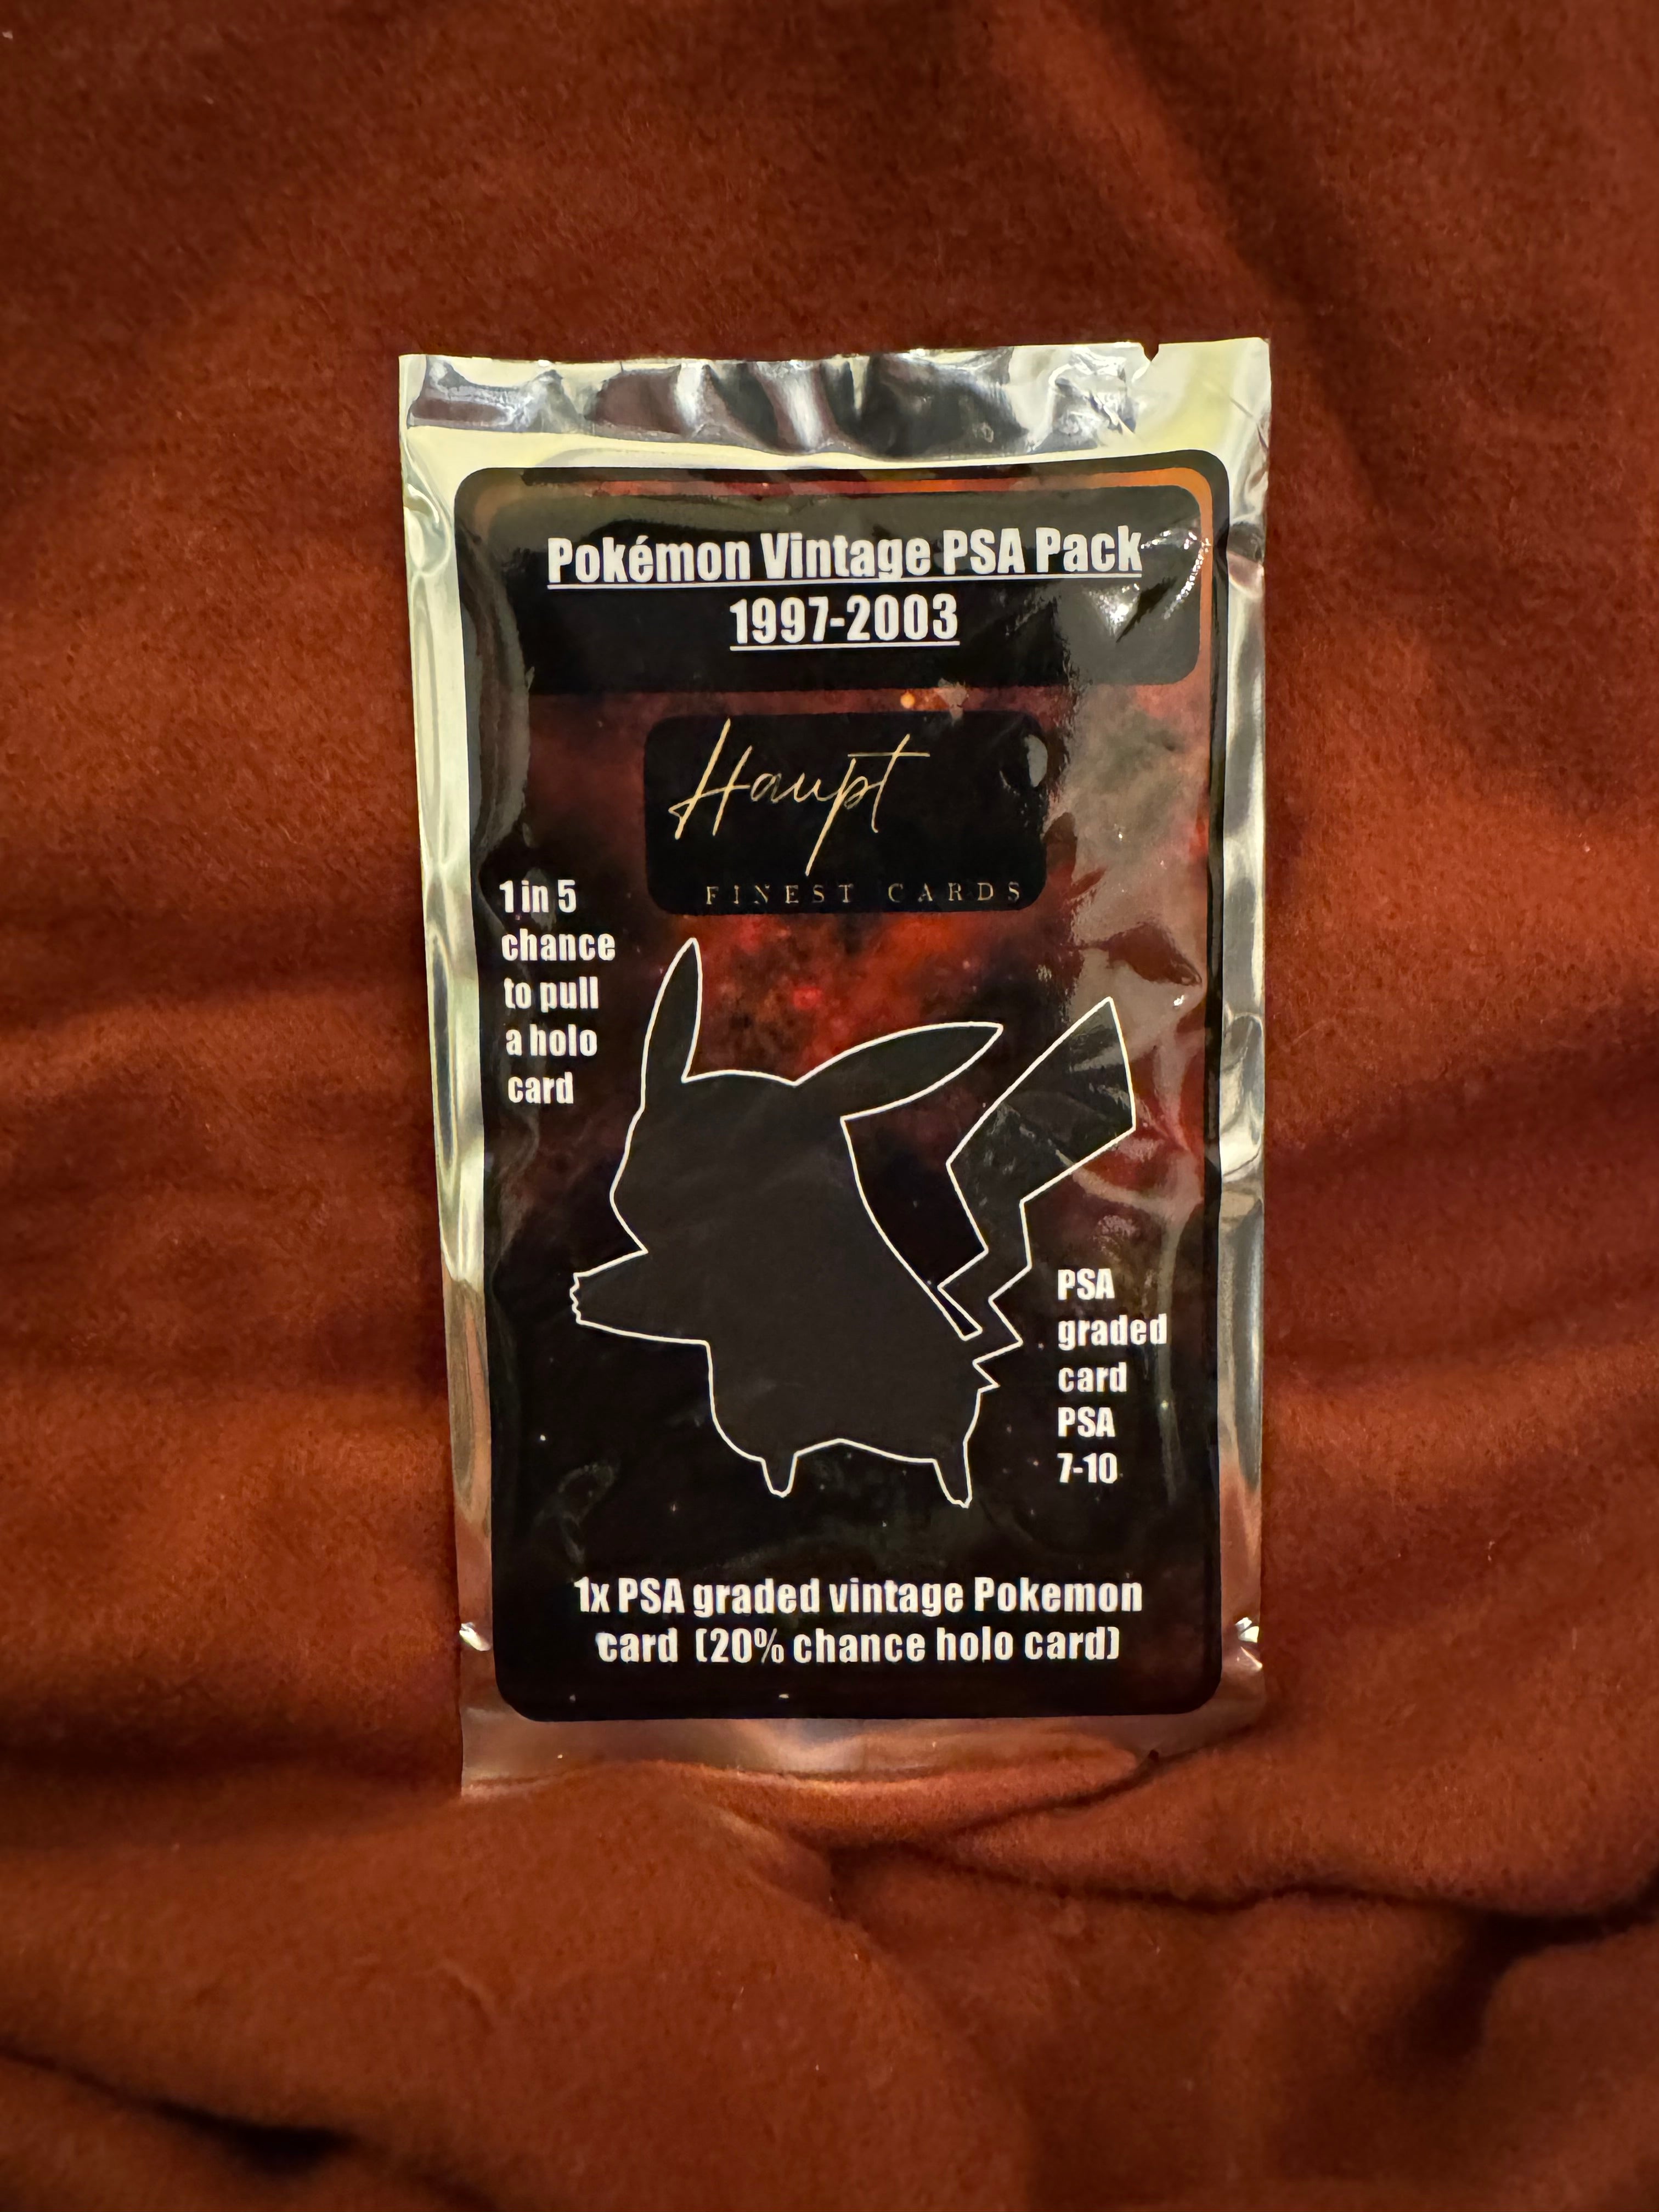 Pokémon Vintage PSA Pack
1997-2003
Haupt
FINEST CARDS
1 in 5
chance
to pull
a holo
card
PSA
graded
card
PSA
7-10
1x PSA graded vintage Pokemon
card (20% chance holo card)